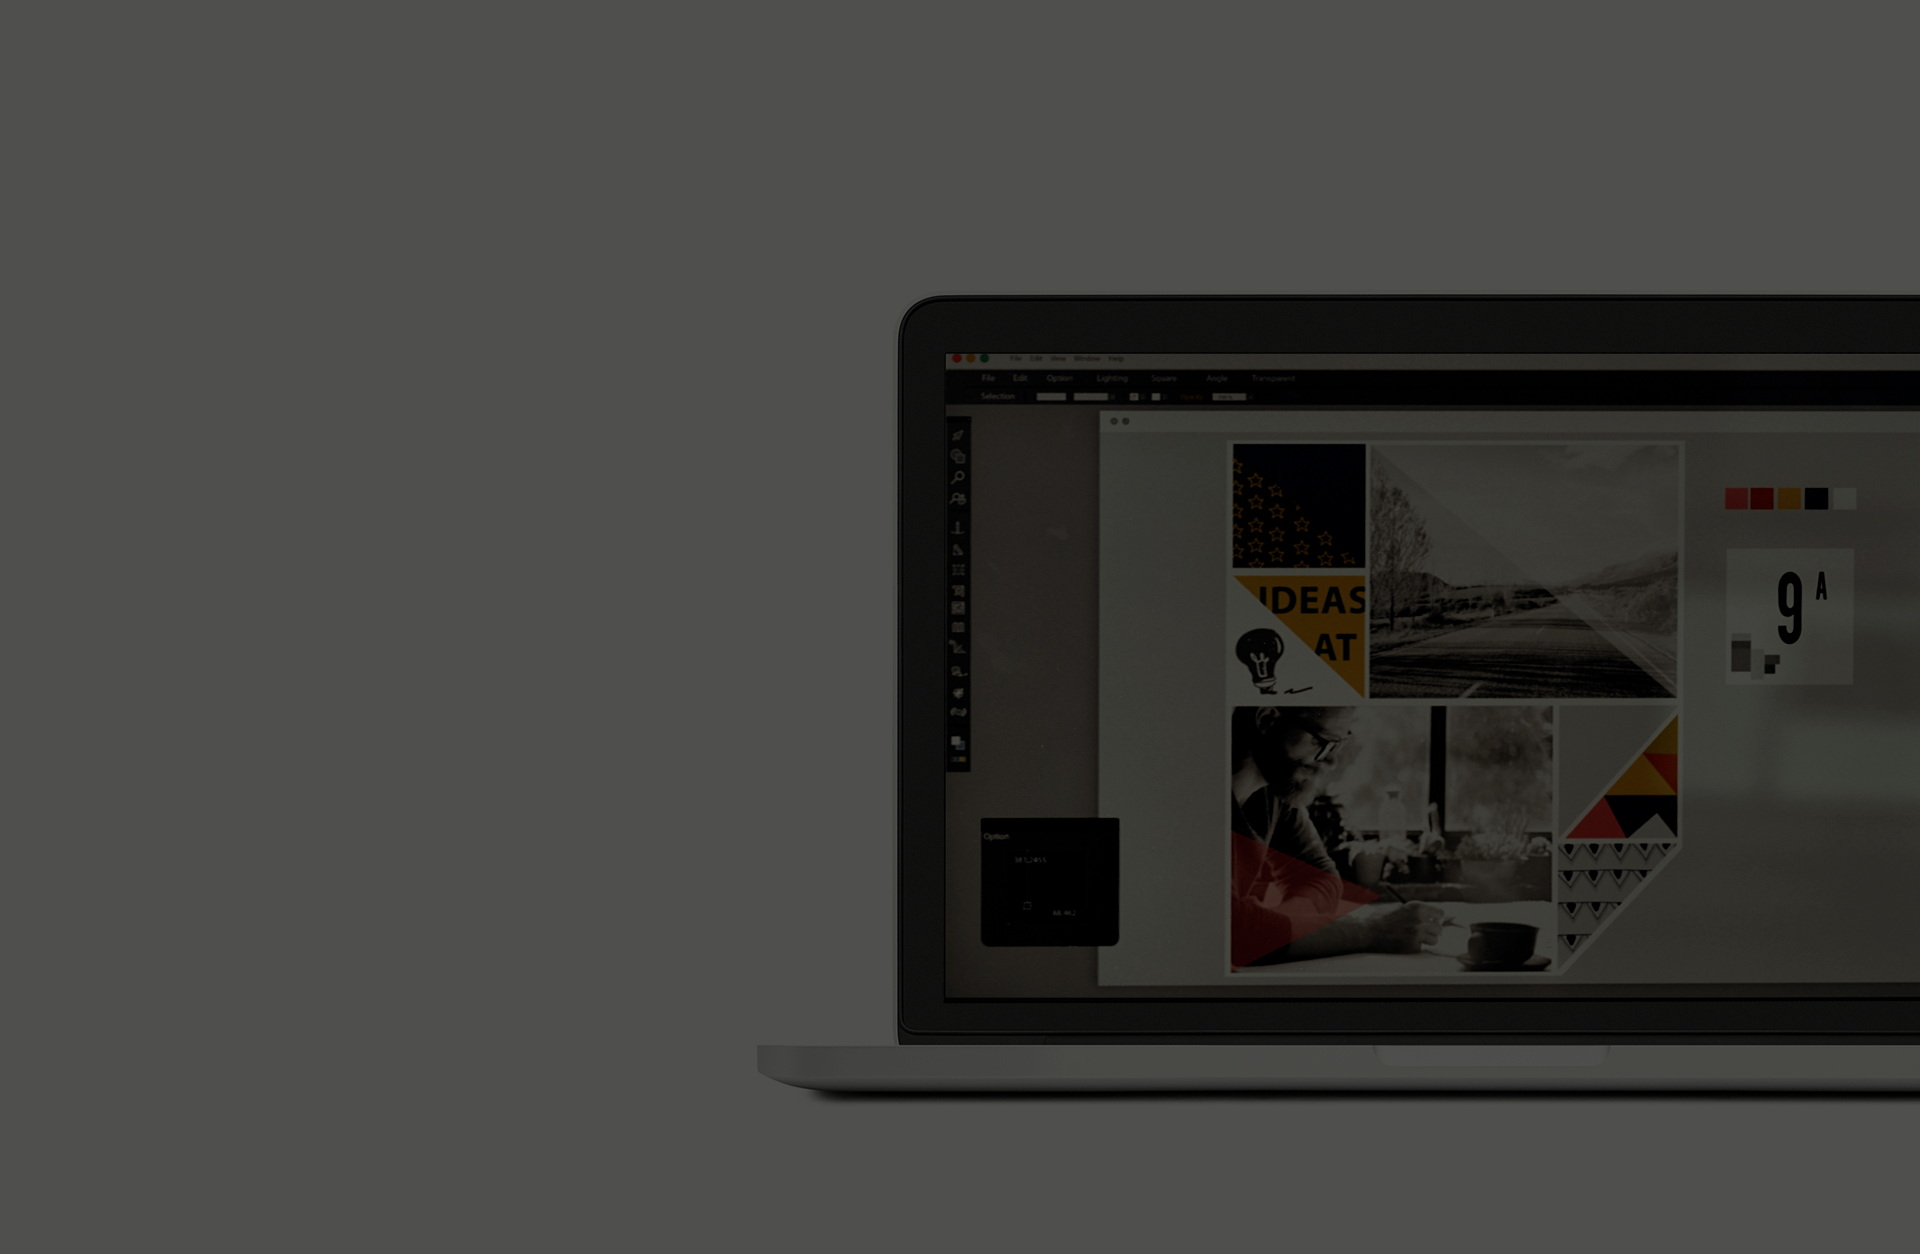 File Edit View Window Help
File Edit Option Lighting Square Angle Transparent
Selection
IDEAS
AT
9 A
Option